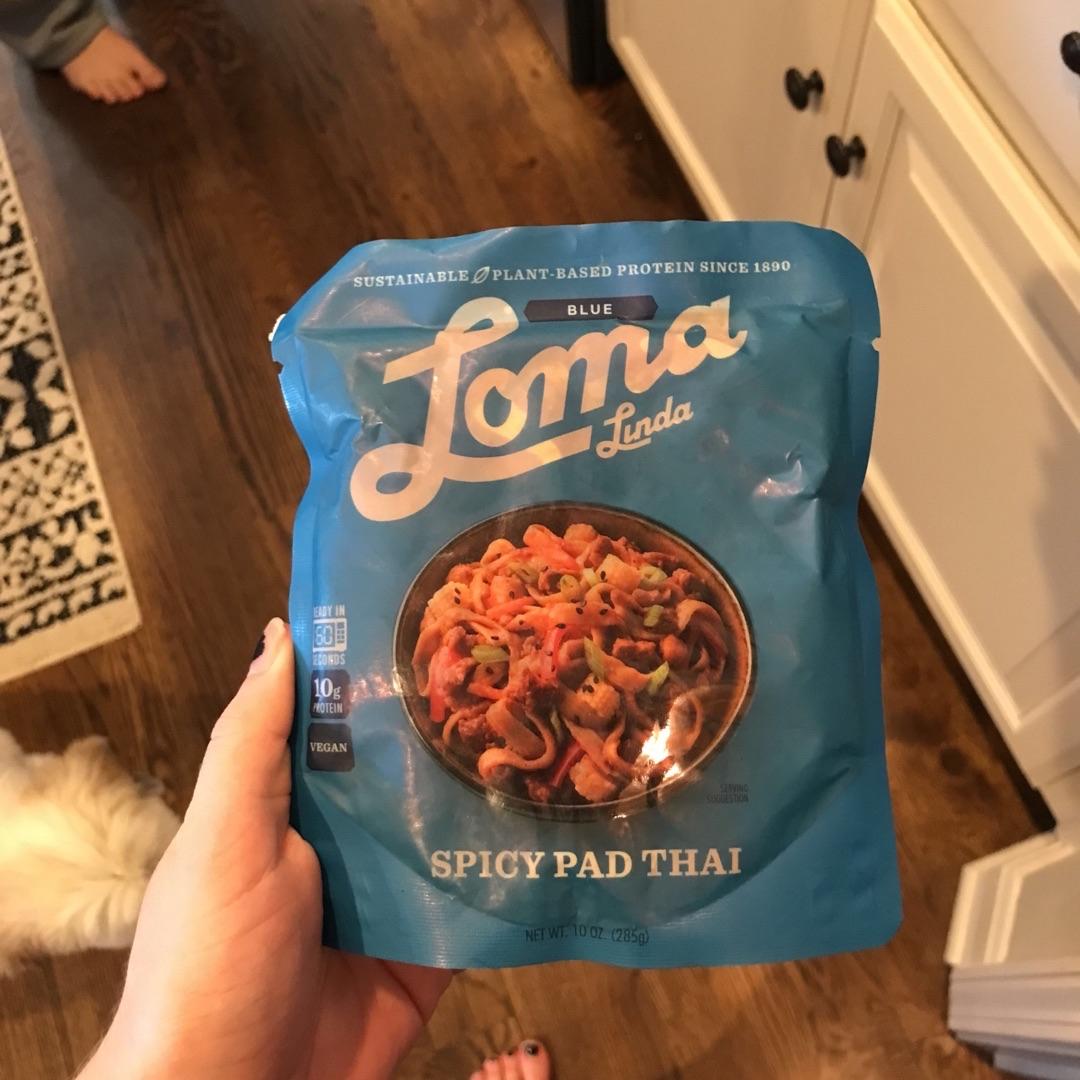 SUSTAINABLE PLANT-BASED PROTEIN SINCE 1890
BLUE
Loma
Linda
READY IN
60
SECONDS
10g
PROTEIN
VEGAN
SERVING
SUGGESTION
SPICY PAD THAI
NET WT. 10 OZ. (285g)